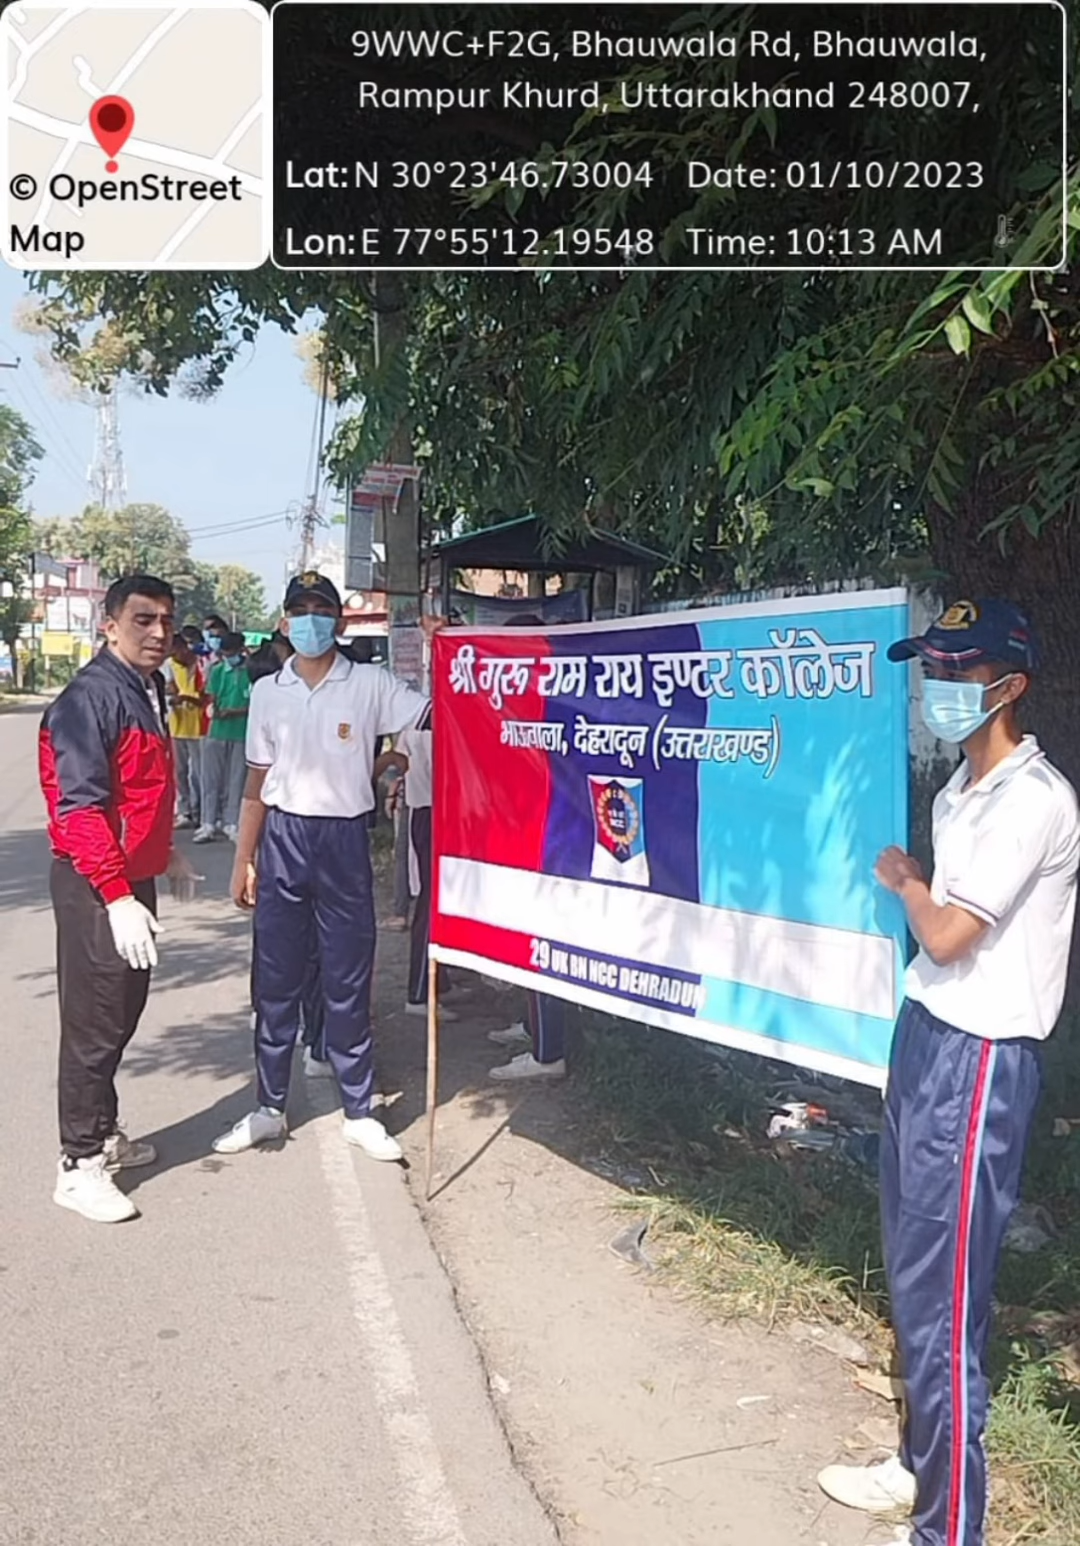 9WWC+F2G, Bhauwala Rd, Bhauwala,
Rampur Khurd, Uttarakhand 248007,
Lat: N 30°23'46.73004 Date: 01/10/2023
Lon: E 77°55'12.19548 Time: 10:13 AM
© OpenStreet
Map
श्री गुरू राम राय इण्टर कॉलेज
भाऊवाला, देहरादून (उत्तराखण्ड)
NCC
29 UK BN NCC DEHRADUN